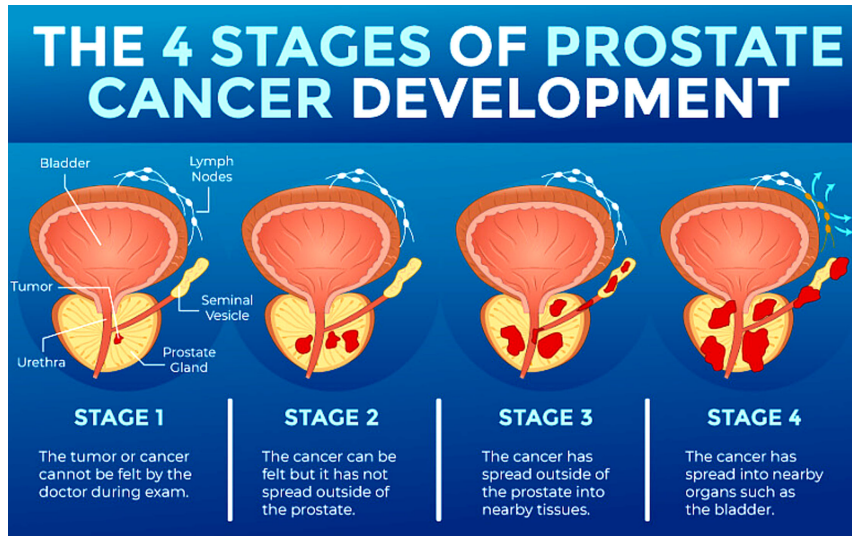 THE 4 STAGES OF PROSTATE
CANCER DEVELOPMENT
Bladder
Lymph
Nodes
Tumor
Seminal
Vesicle
Urethra
Prostate
Gland
STAGE 1
The tumor or cancer
cannot be felt by the
doctor during exam.
STAGE 2
The cancer can be
felt but it has not
spread outside of
the prostate.
STAGE 3
The cancer has
spread outside of
the prostate into
nearby tissues.
STAGE 4
The cancer has
spread into nearby
organs such as
the bladder.